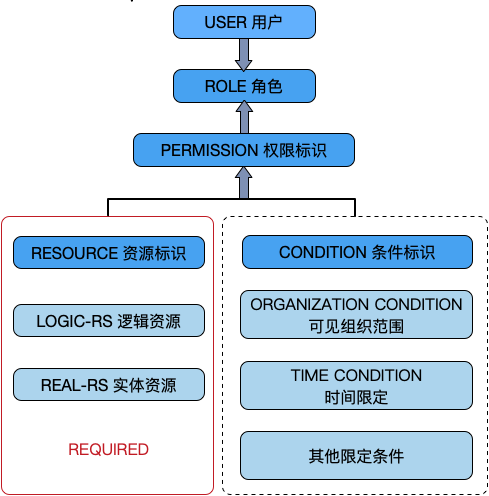 USER 用户
ROLE 角色
PERMISSION 权限标识
RESOURCE 资源标识
LOGIC-RS 逻辑资源
REAL-RS 实体资源
REQUIRED
CONDITION 条件标识
ORGANIZATION CONDITION
可见组织范围
TIME CONDITION
时间限定
其他限定条件